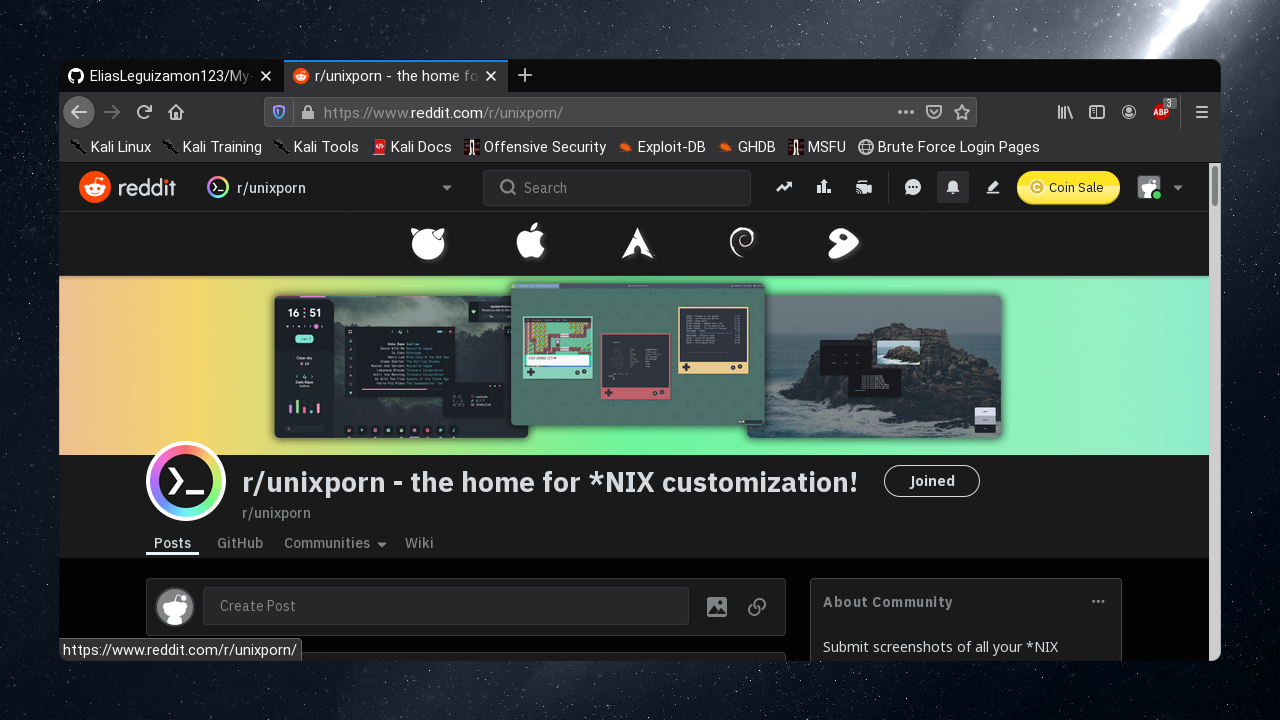 EliasLeguizamon123/My-
r/unixporn - the home fo
https://www.reddit.com/r/unixporn/
ABP
3
Kali Linux
Kali Training
Kali Tools
Kali Docs
Offensive Security
Exploit-DB
GHDB
MSFU
Brute Force Login Pages
reddit
r/unixporn
Search
C
Coin Sale
16:51
r/unixporn - the home for *NIX customization!
Joined
r/unixporn
Posts
GitHub
Communities
Wiki
Create Post
About Community
Submit screenshots of all your *NIX
https://www.reddit.com/r/unixporn/